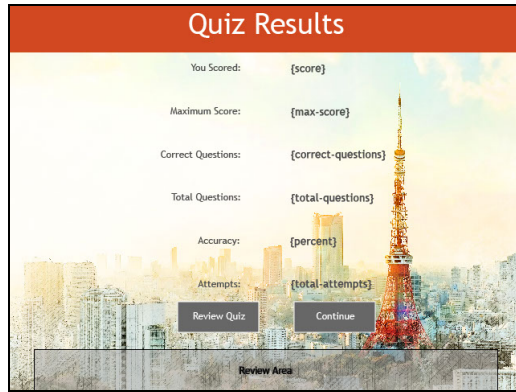 Quiz Results
You Scored: {score}
Maximum Score: {max-score}
Correct Questions: {correct-questions}
Total Questions: {total-questions}
Accuracy: {percent}
Attempts: {total-attempts}
Review Quiz Continue
Review Area